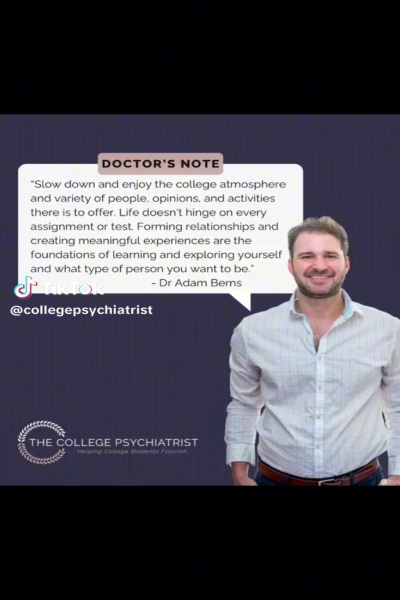 DOCTOR'S NOTE
"Slow down and enjoy the college atmosphere
and variety of people, opinions, and activities
there is to offer. Life doesn't hinge on every
assignment or test. Forming relationships and
creating meaningful experiences are the
foundations of learning and exploring yourself
and what type of person you want to be."
- Dr Adam Berns
TikTok
@collegepsychiatrist
THE COLLEGE PSYCHIATRIST
Helping College Students Flourish